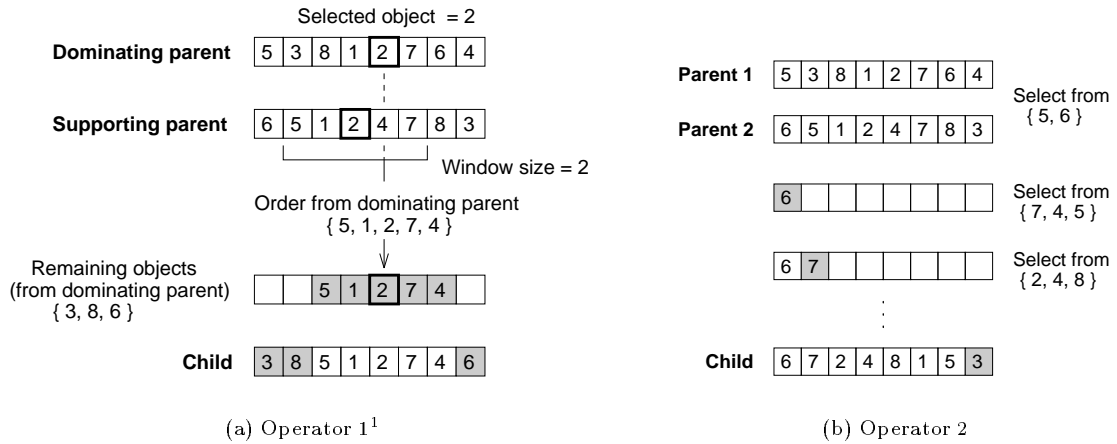 Selected object = 2
Dominating parent 5 3 8 1 2 7 6 4
Supporting parent 6 5 1 2 4 7 8 3
Window size = 2
Order from dominating parent
{ 5, 1, 2, 7, 4 }
Remaining objects
(from dominating parent)
{ 3, 8, 6 }
5 1 2 7 4
Child 3 8 5 1 2 7 4 6
(a) Operator 1¹
Parent 1 5 3 8 1 2 7 6 4
Select from
{ 5, 6 }
Parent 2 6 5 1 2 4 7 8 3
6
Select from
{ 7, 4, 5 }
6 7
Select from
{ 2, 4, 8 }
Child 6 7 2 4 8 1 5 3
(b) Operator 2